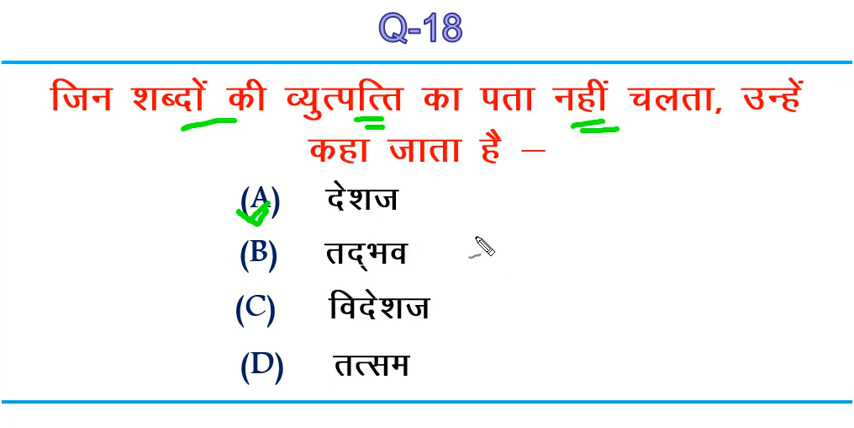 Q-18
जिन शब्दों की व्युत्पत्ति का पता नहीं चलता, उन्हें
कहा जाता है –
(A) देशज
(B) तद्भव
(C) विदेशज
(D) तत्सम